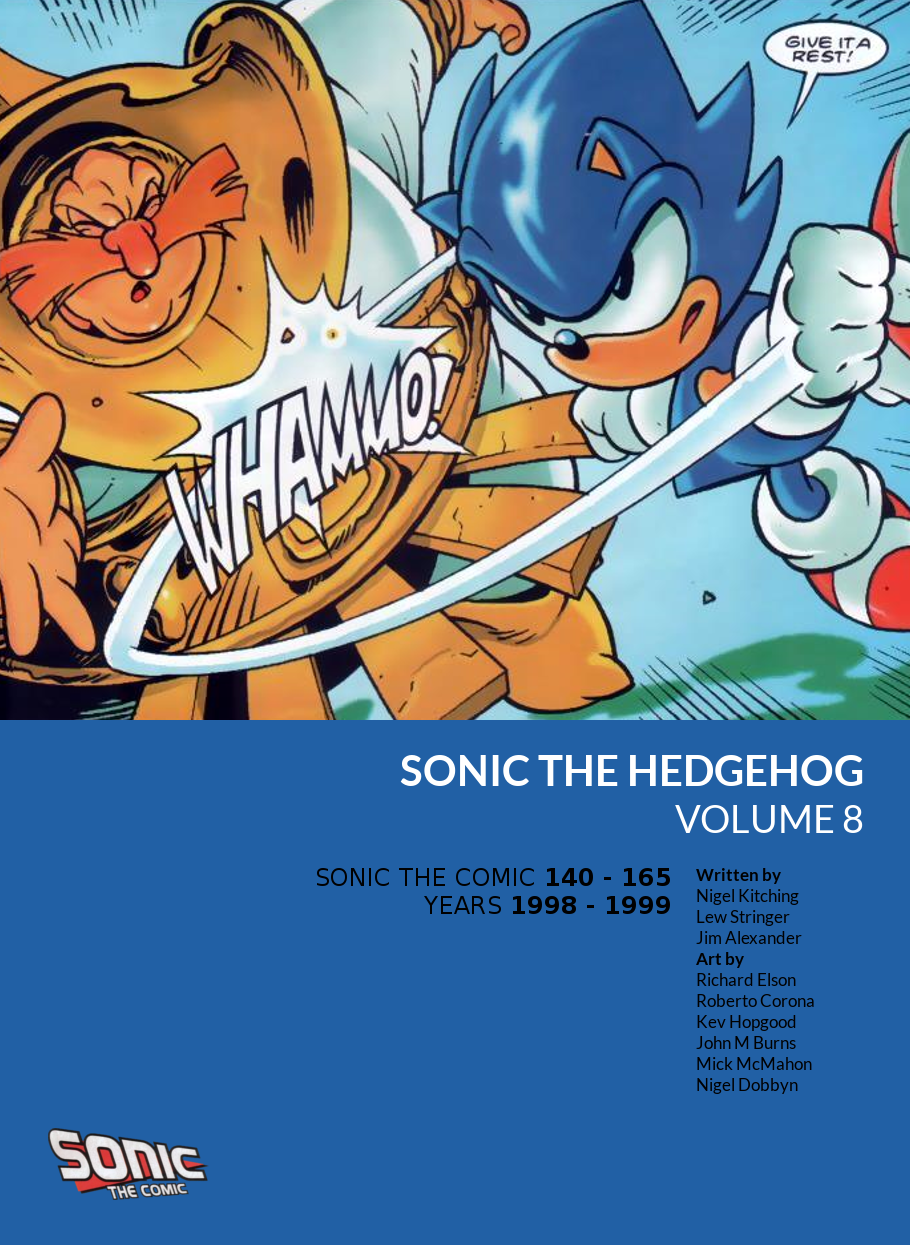 GIVE IT A
REST!
WHAMMO!
SONIC THE HEDGEHOG
VOLUME 8
SONIC THE COMIC 140 - 165
YEARS 1998 - 1999
Written by
Nigel Kitching
Lew Stringer
Jim Alexander
Art by
Richard Elson
Roberto Corona
Kev Hopgood
John M Burns
Mick McMahon
Nigel Dobbyn
SONIC
THE COMIC